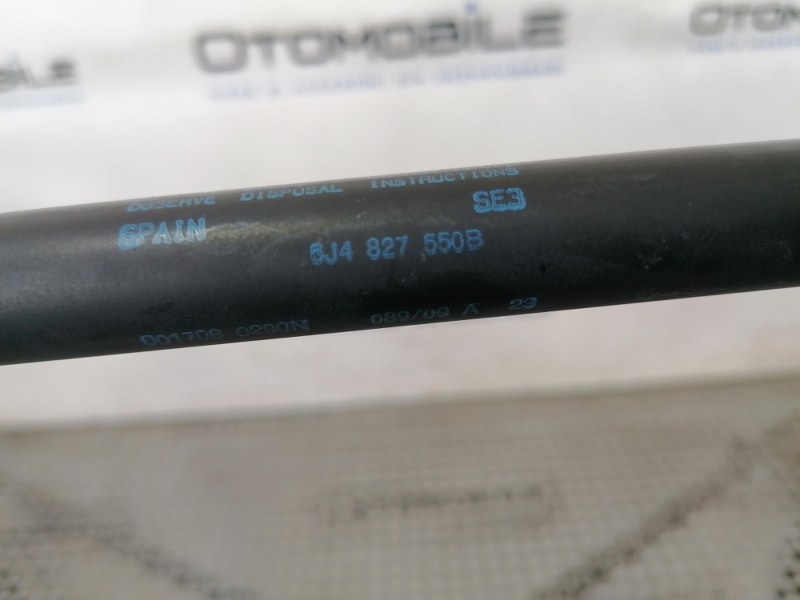 OTOMOBILE
OBSERVE DISPOSAL INSTRUCTIONS
SPAIN SE3
6J4 827 550B
001708 0290N 089/09 A 23